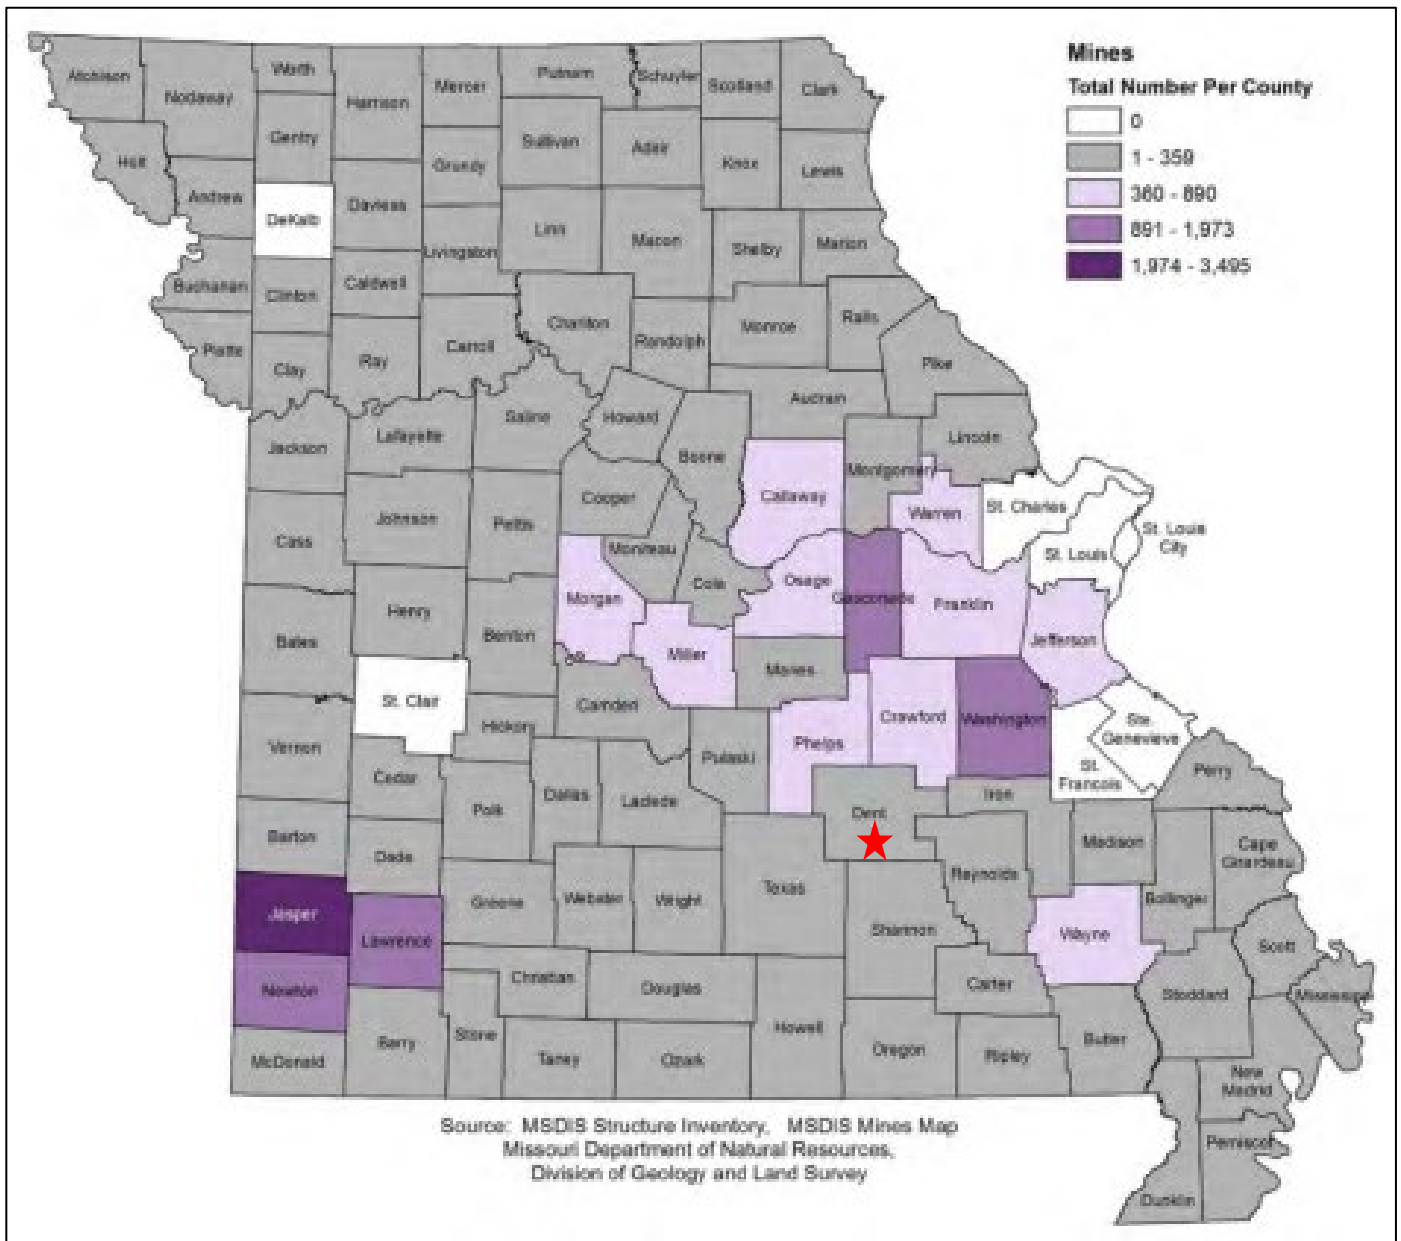 Mines
Total Number Per County
0
1 - 359
360 - 890
891 - 1,973
1,974 - 3,495
Atchison
Nodaway
Worth
Harrison
Mercer
Putnam
Schuyler
Scotland
Clark
Gentry
Sullivan
Adair
Knox
Lewis
Holt
Andrew
DeKalb
Daviess
Grundy
Linn
Macon
Shelby
Marion
Livingston
Buchanan
Clinton
Caldwell
Chariton
Randolph
Monroe
Ralls
Platte
Clay
Ray
Carroll
Pike
Audrain
Jackson
Lafayette
Saline
Howard
Boone
Montgomery
Lincoln
Cooper
Callaway
Warren
St. Charles
Cass
Johnson
Pettis
Moniteau
St. Louis
St. Louis
City
Cole
Osage
Gasconade
Franklin
Morgan
Henry
Bates
Benton
Miller
Maries
Jefferson
St. Clair
Hickory
Camden
Phelps
Crawford
Washington
Ste.
Genevieve
Vernon
Pulaski
St.
Francois
Perry
Cedar
Polk
Dallas
Laclede
Dent
Iron
Barton
Dade
Madison
Cape
Girardeau
Reynolds
Jasper
Greene
Webster
Wright
Texas
Bollinger
Lawrence
Shannon
Wayne
Scott
Newton
Christian
Douglas
Carter
Stoddard
Mississippi
McDonald
Barry
Stone
Taney
Ozark
Howell
Oregon
Ripley
Butler
New
Madrid
Pemiscot
Dunklin
Source: MSDIS Structure Inventory, MSDIS Mines Map
Missouri Department of Natural Resources,
Division of Geology and Land Survey